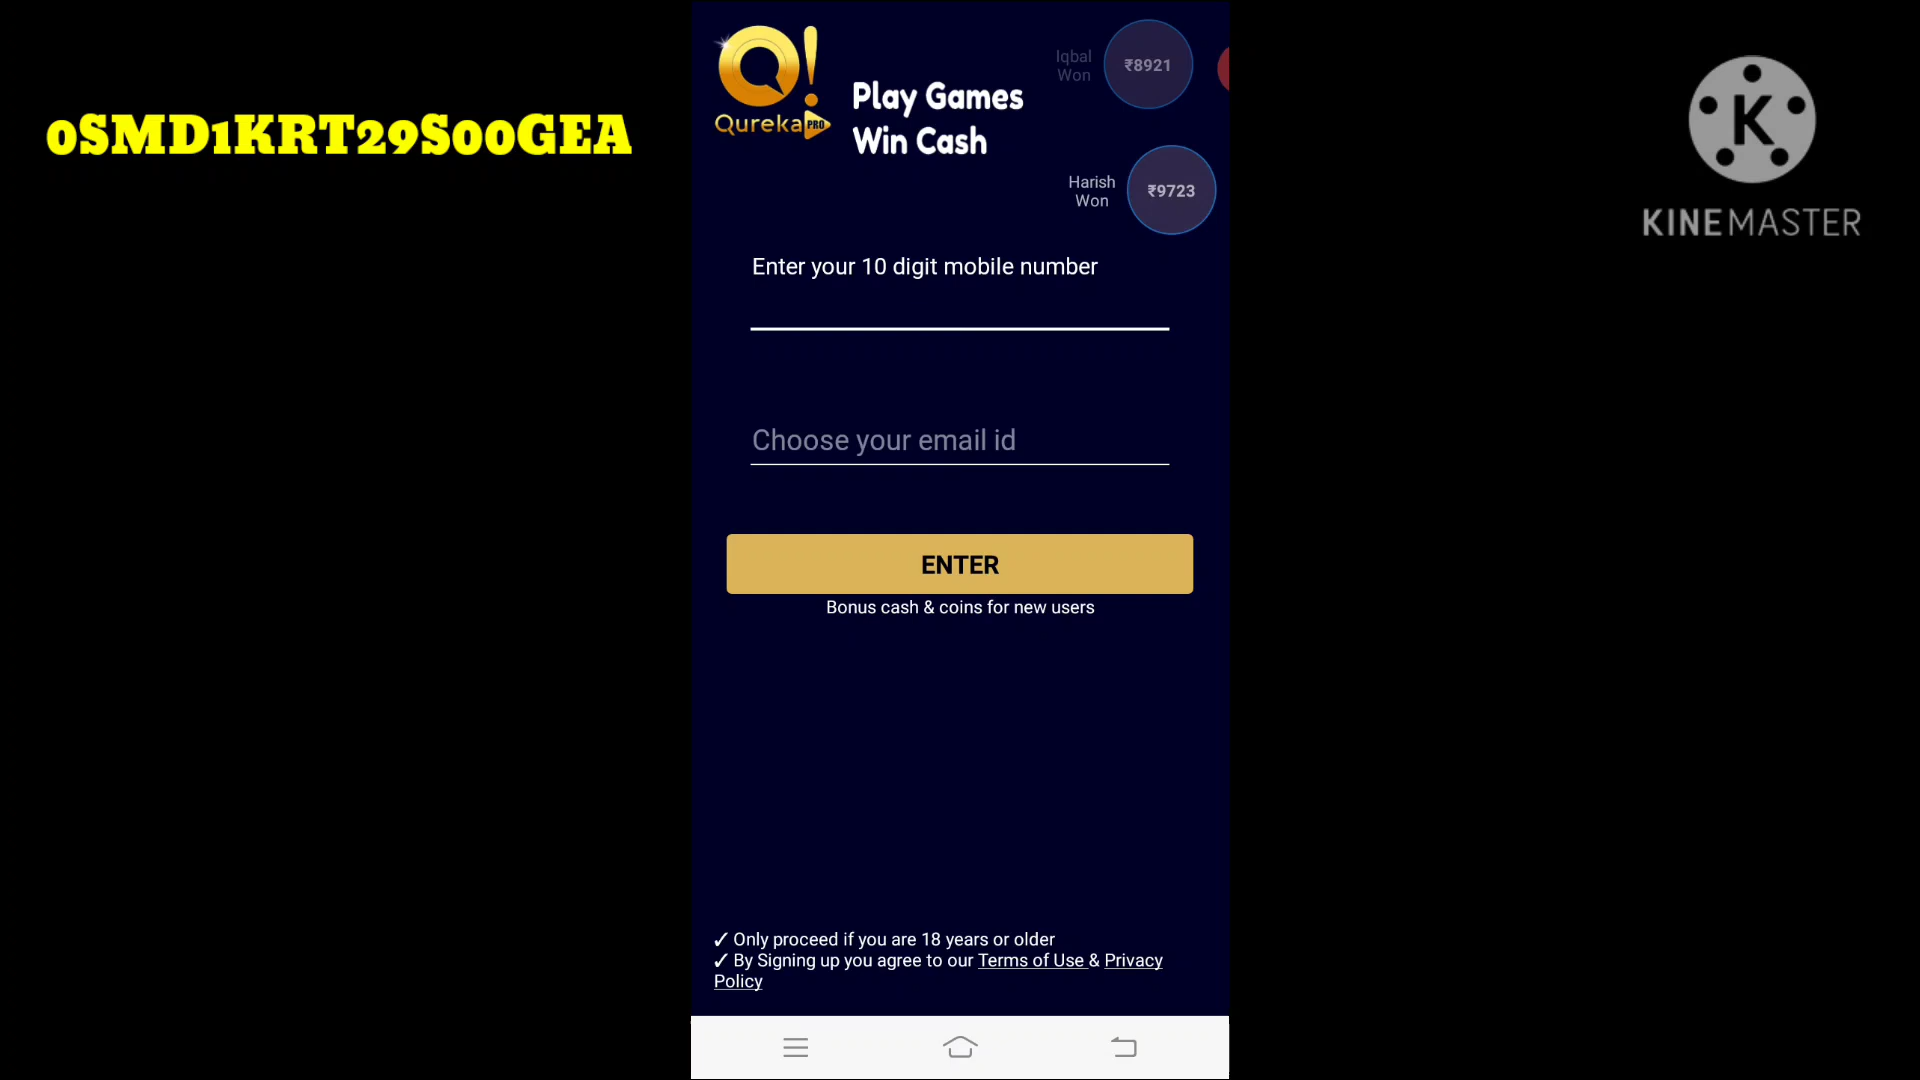 0SMD1KRT29S00GEA
Q!
Qureka PRO
Play Games
Win Cash
Iqbal
Won
₹8921
Harish
Won
₹9723
Enter your 10 digit mobile number
Choose your email id
ENTER
Bonus cash & coins for new users
✓ Only proceed if you are 18 years or older
✓ By Signing up you agree to our Terms of Use & Privacy
Policy
K
KINEMASTER